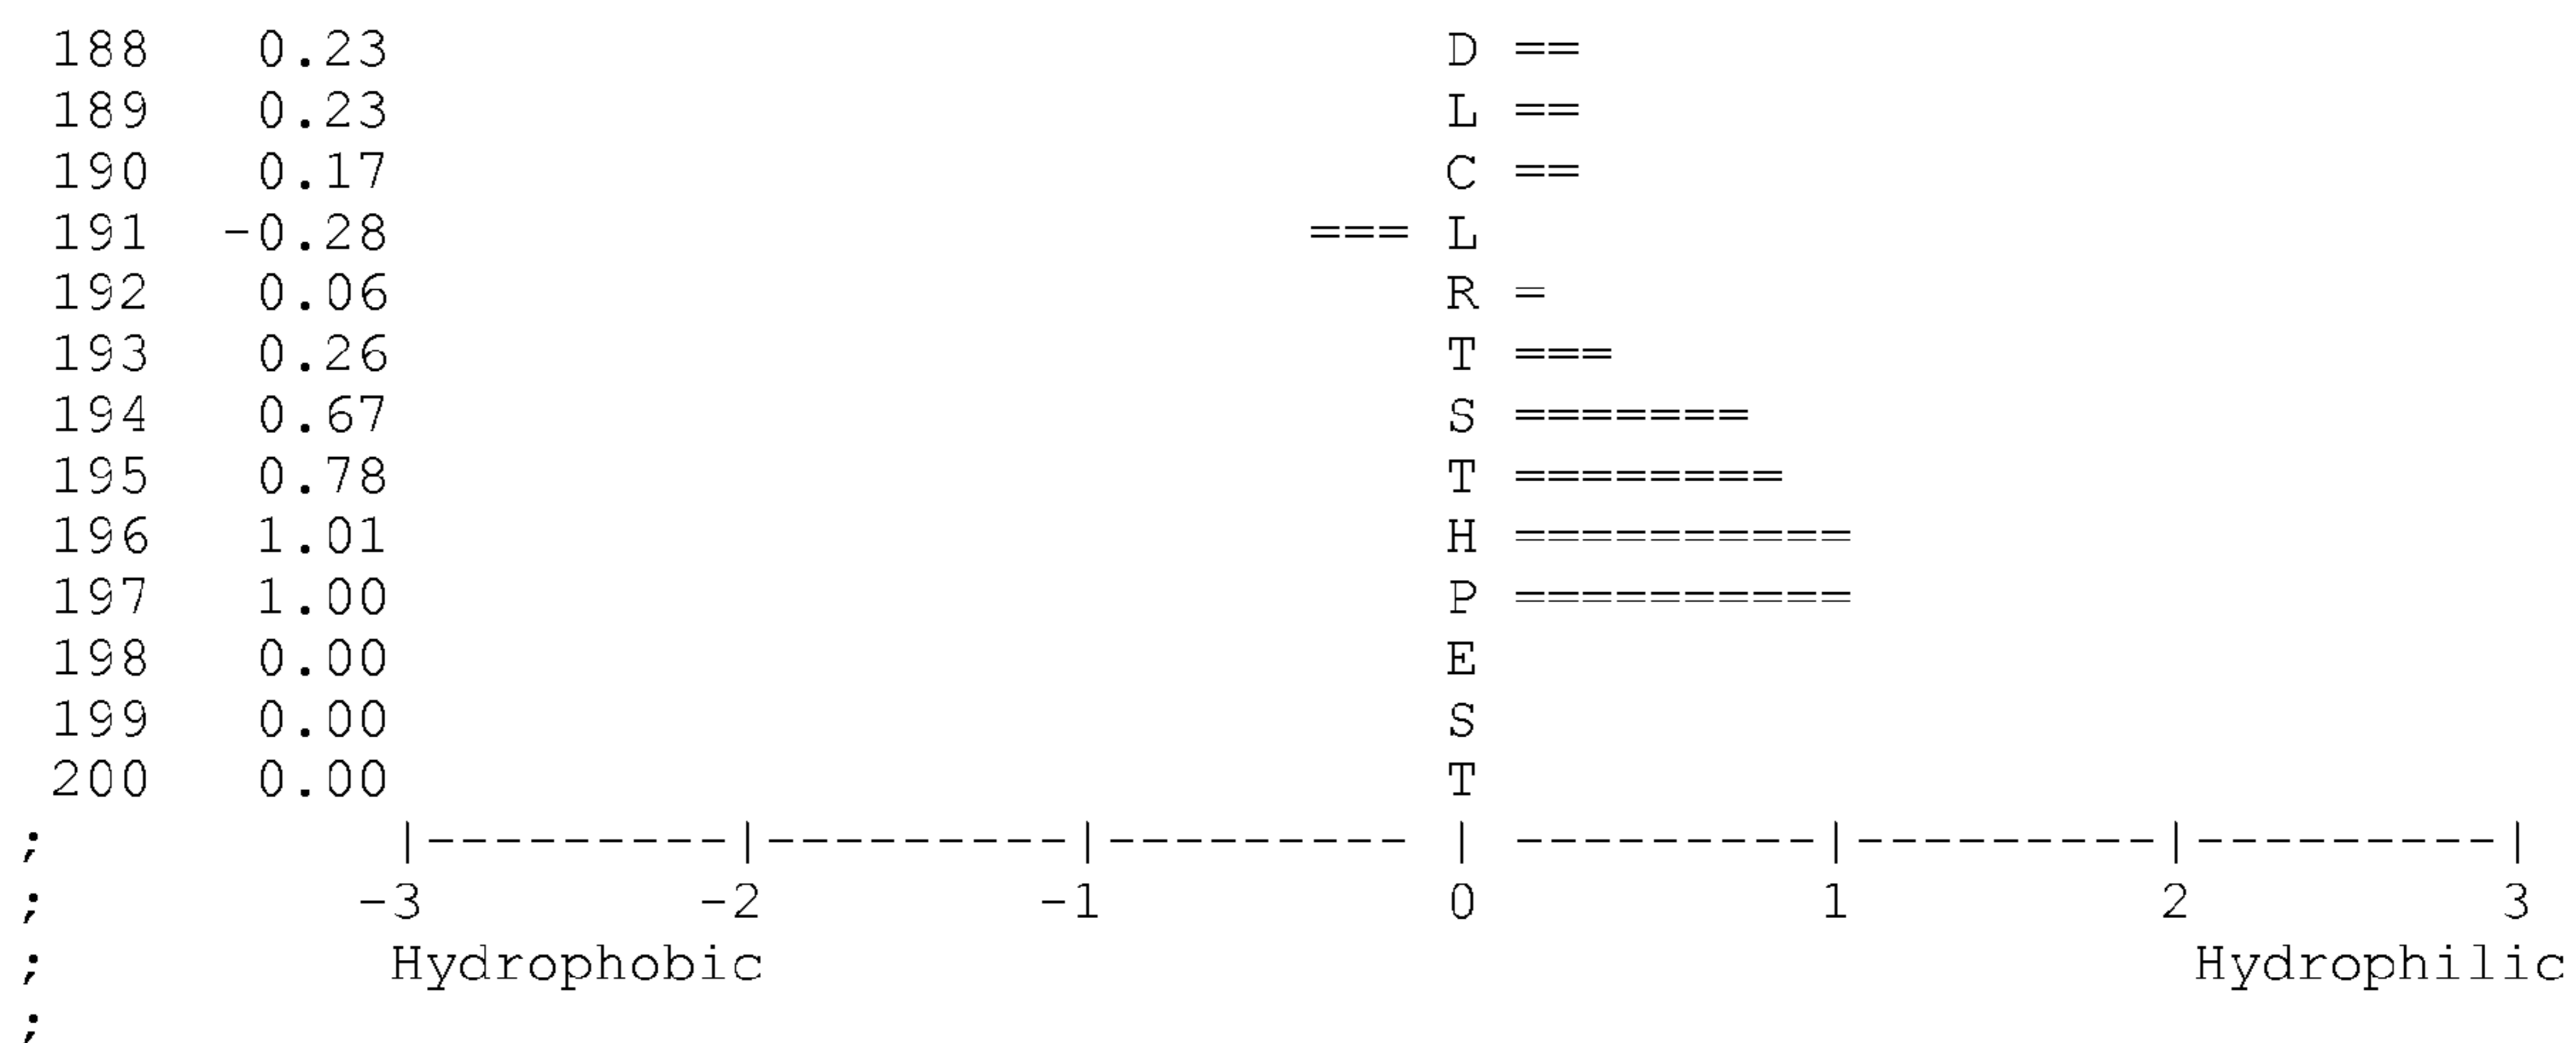 188   0.23                                D ==
189   0.23                                L ==
190   0.17                                C ==
191  -0.28                            === L
192   0.06                                R =
193   0.26                                T ===
194   0.67                                S =======
195   0.78                                T ========
196   1.01                                H ==========
197   1.00                                P ==========
198   0.00                                E
199   0.00                                S
200   0.00                                T
;          |---------|---------|--------- | ---------|---------|---------|
;         -3        -2        -1          0          1         2         3
;          Hydrophobic                                          Hydrophilic
;